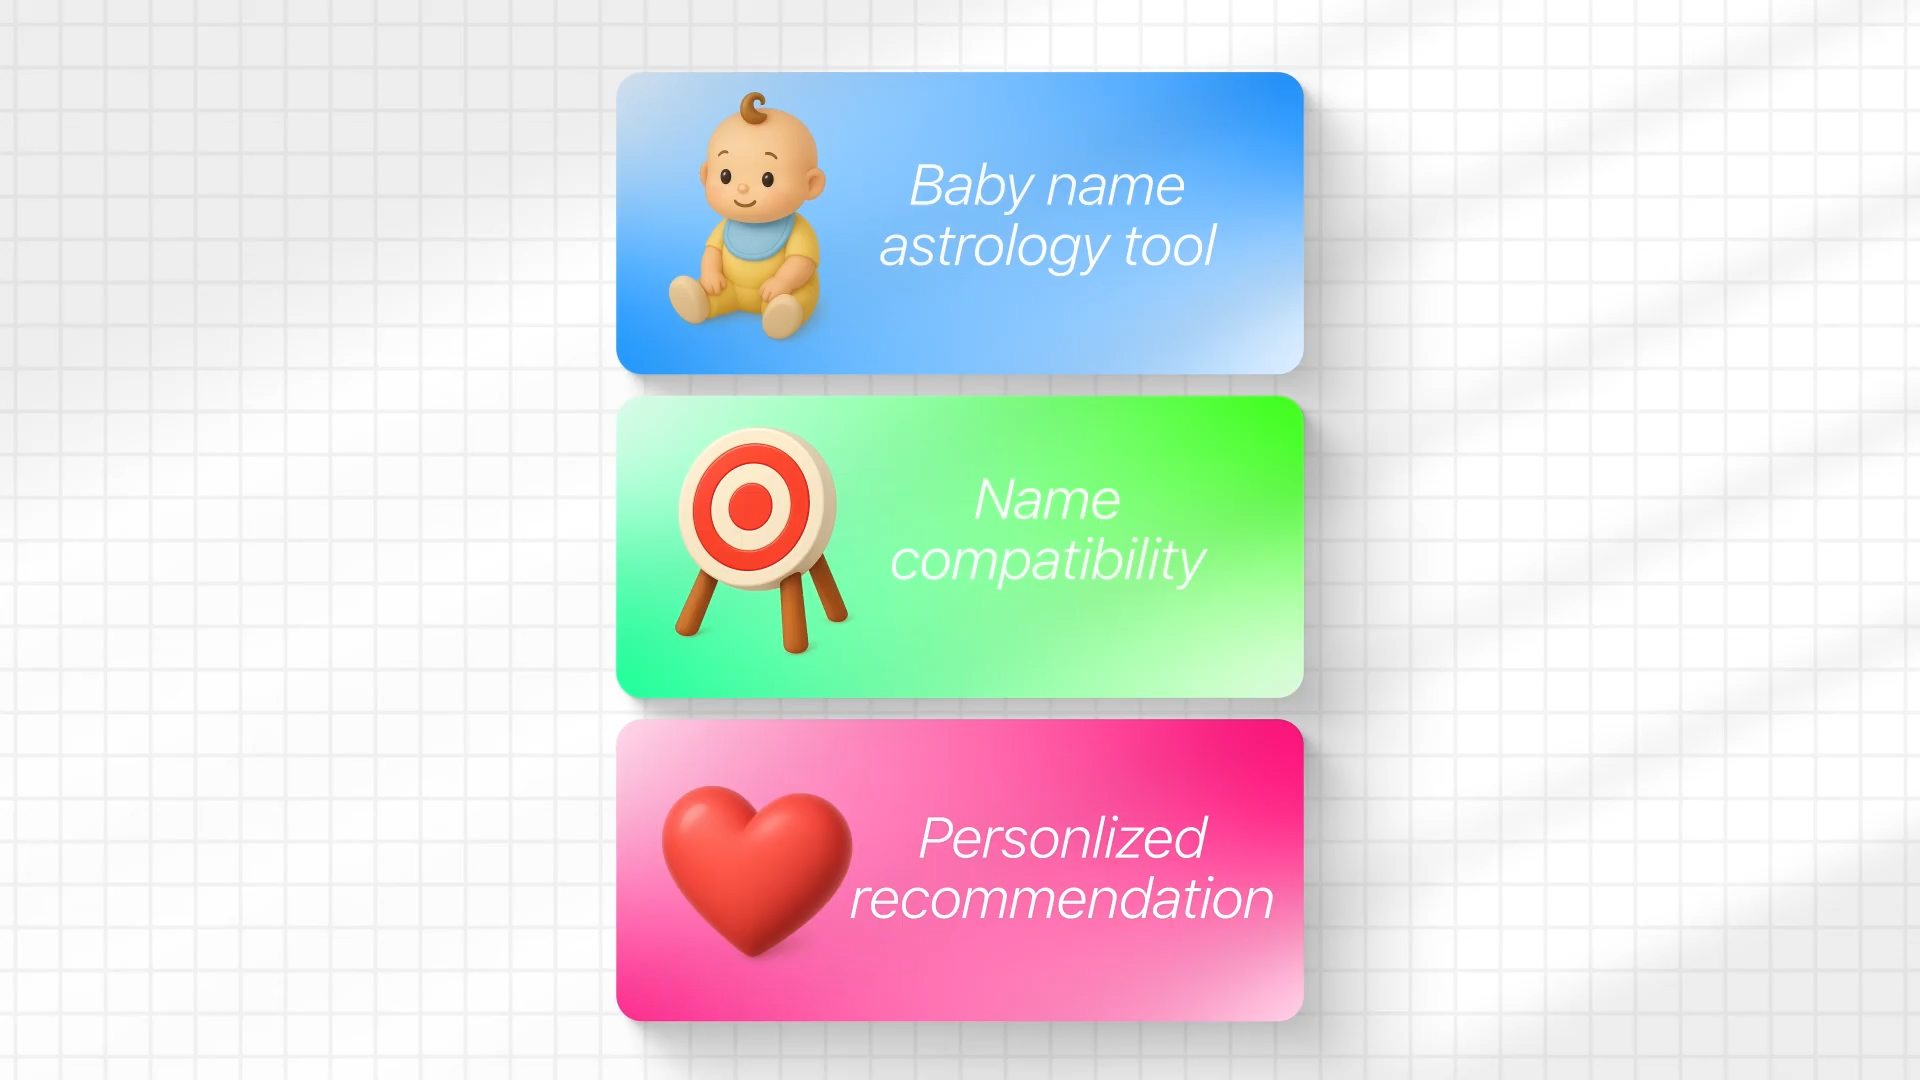 Baby name
astrology tool
Name
compatibility
Personlized
recommendation